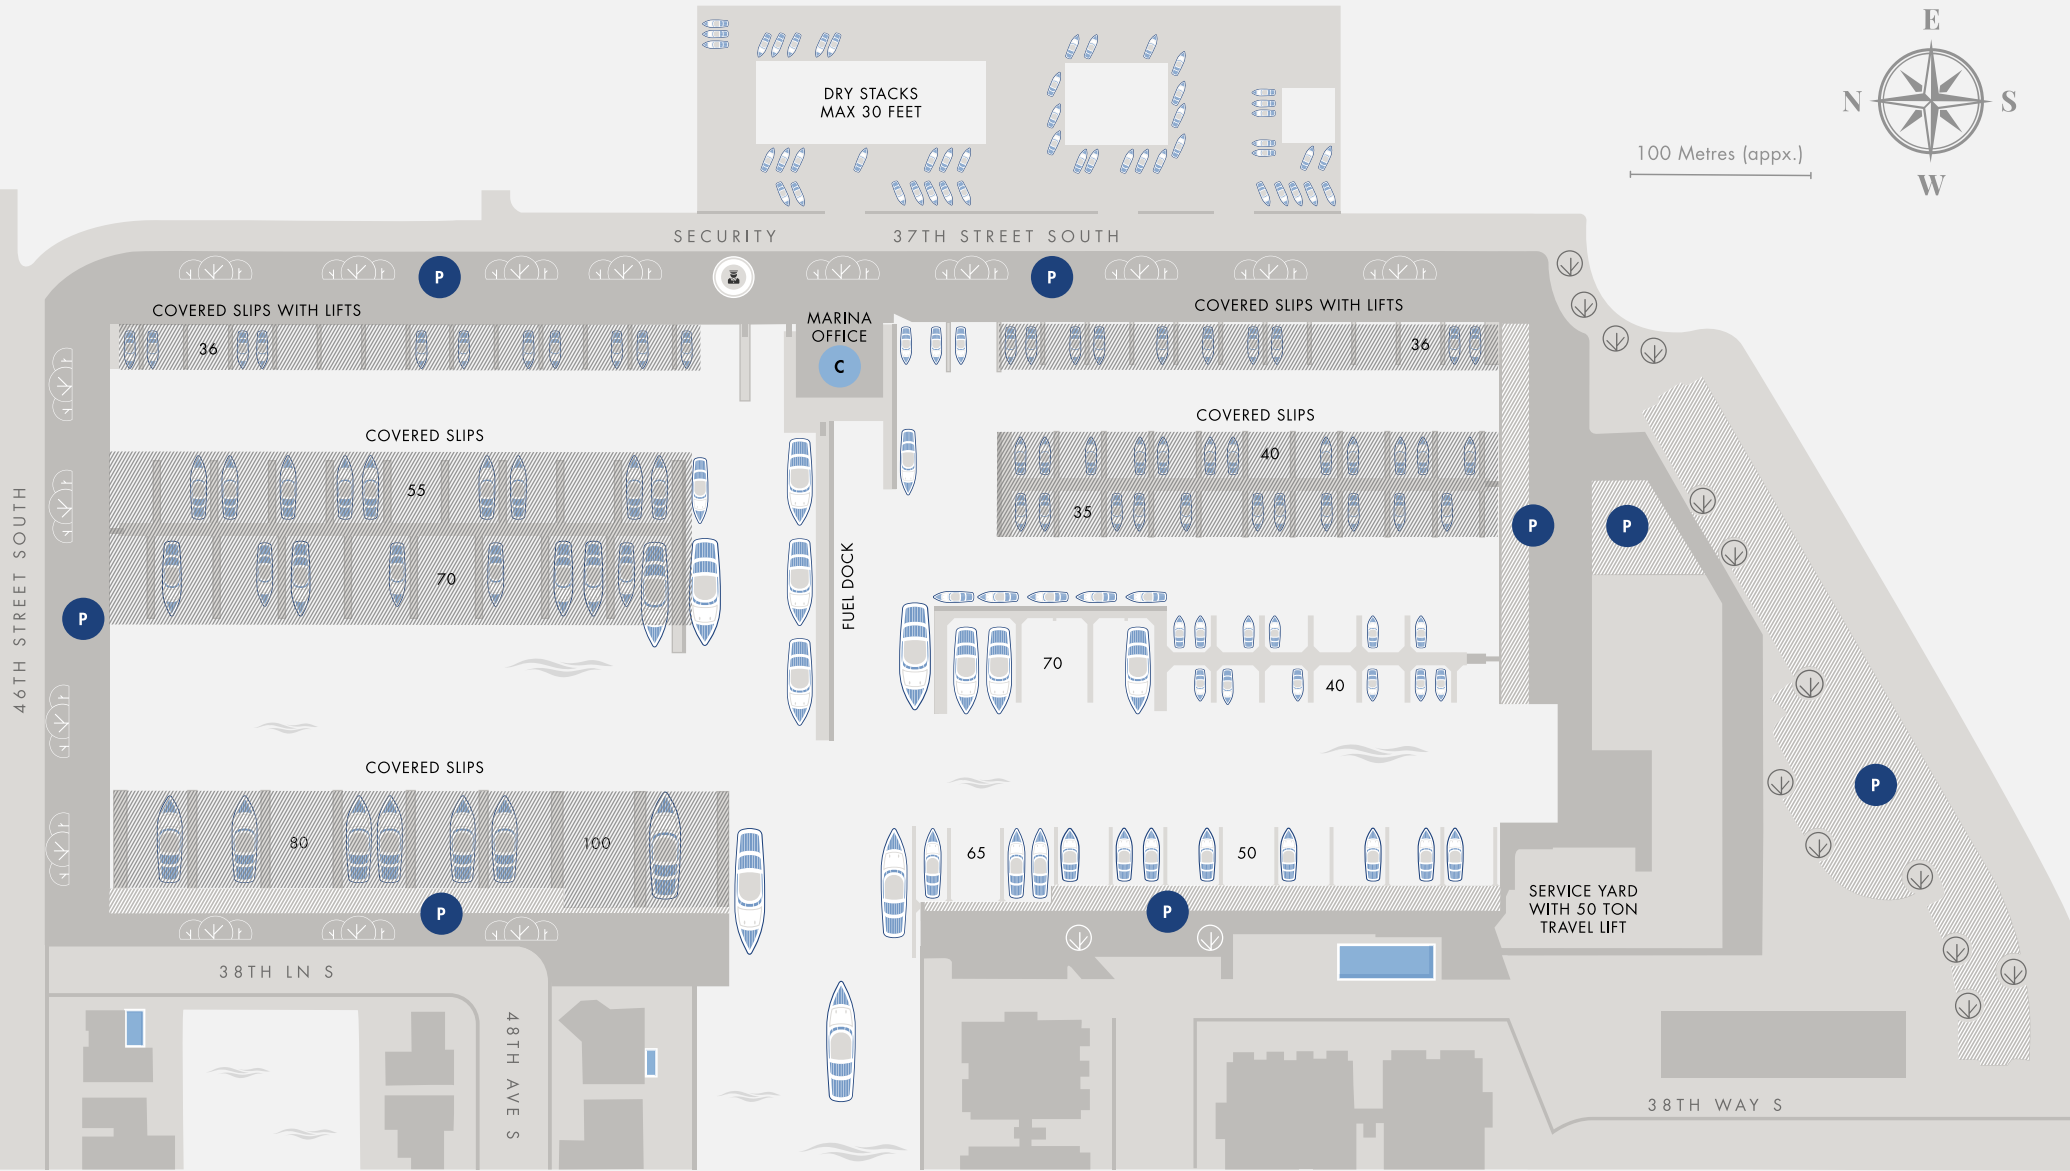 E
N
S
W
100 Metres (appx.)
DRY STACKS
MAX 30 FEET
SECURITY
37TH STREET SOUTH
P
P
COVERED SLIPS WITH LIFTS
36
MARINA
OFFICE
C
COVERED SLIPS WITH LIFTS
36
COVERED SLIPS
55
70
COVERED SLIPS
40
35
P
P
46TH STREET SOUTH
P
FUEL DOCK
70
40
COVERED SLIPS
80
100
65
50
P
P
P
SERVICE YARD
WITH 50 TON
TRAVEL LIFT
38TH LN S
48TH AVE S
38TH WAY S